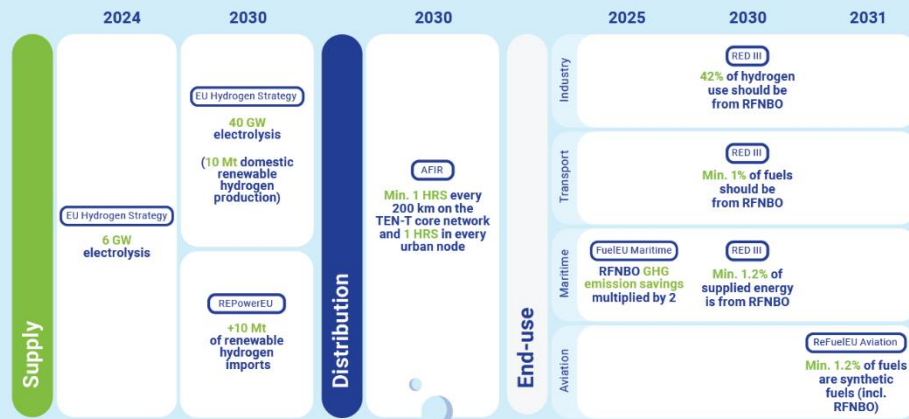 2024
2030
2030
2025
2030
2031
Supply
EU Hydrogen Strategy
6 GW
electrolysis
EU Hydrogen Strategy
40 GW
electrolysis
(10 Mt domestic
renewable
hydrogen
production)
REPowerEU
+10 Mt
of renewable
hydrogen
imports
Distribution
AFIR
Min. 1 HRS every
200 km on the
TEN-T core network
and 1 HRS in every
urban node
End-use
Industry
RED III
42% of hydrogen
use should be
from RFNBO
Transport
RED III
Min. 1% of fuels
should be
from RFNBO
Maritime
FuelEU Maritime
RFNBO GHG
emission savings
multiplied by 2
RED III
Min. 1.2% of
supplied energy
is from RFNBO
Aviation
ReFuelEU Aviation
Min. 1.2% of fuels
are synthetic
fuels (incl.
RFNBO)